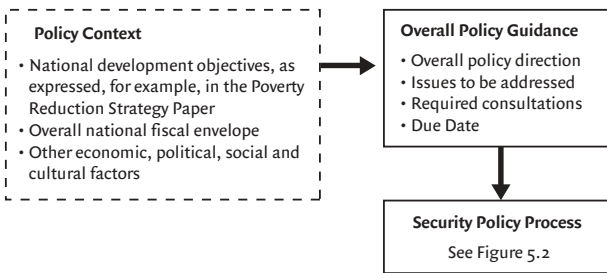 Policy Context
• National development objectives, as
expressed, for example, in the Poverty
Reduction Strategy Paper
• Overall national fiscal envelope
• Other economic, political, social and
cultural factors
Overall Policy Guidance
• Overall policy direction
• Issues to be addressed
• Required consultations
• Due Date
Security Policy Process
See Figure 5.2